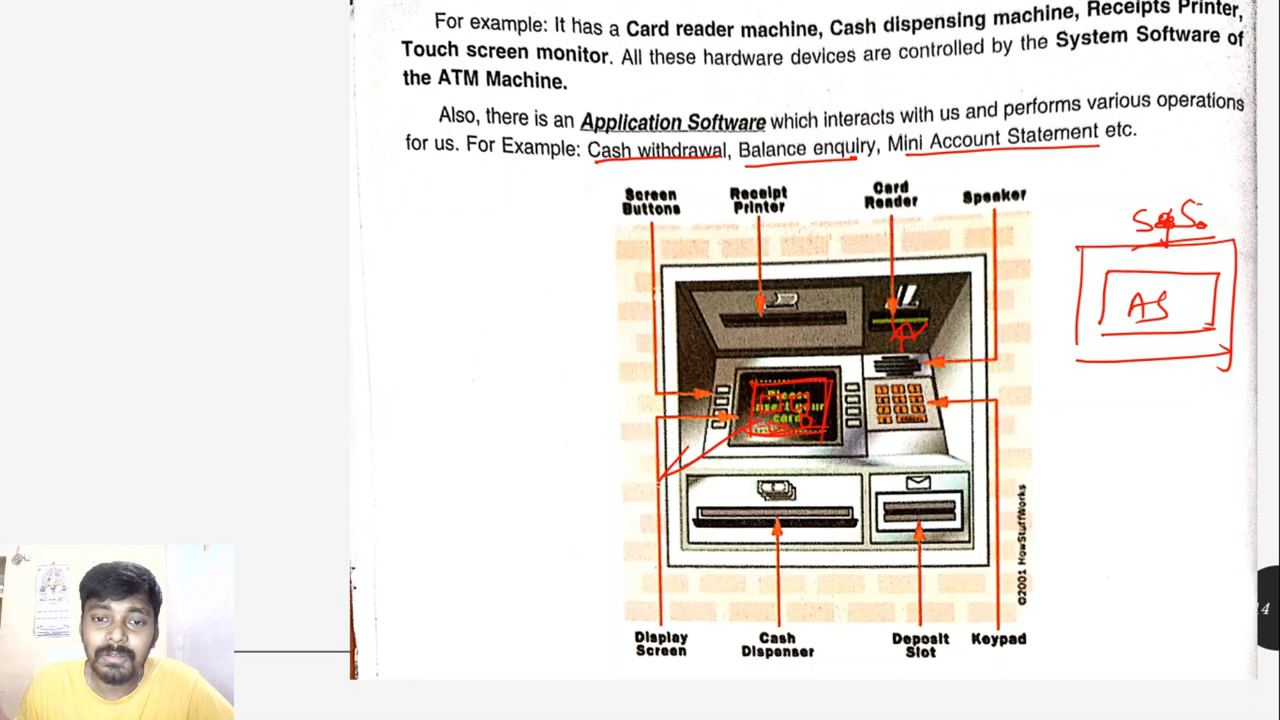 For example: It has a Card reader machine, Cash dispensing machine, Receipts Printer,
Touch screen monitor. All these hardware devices are controlled by the System Software of
the ATM Machine.
Also, there is an Application Software which interacts with us and performs various operations
for us. For Example: Cash withdrawal, Balance enquiry, Mini Account Statement etc.
Screen
Buttons
Receipt
Printer
Card
Reader
Speaker
AS
Please
your
card
©2001 HowStuffWorks
Display
Screen
Cash
Dispenser
Deposit
Slot
Keypad